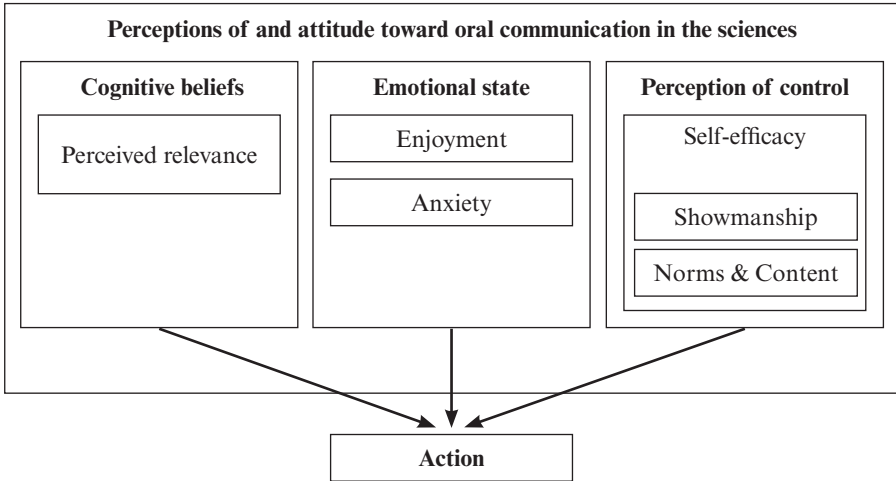 Perceptions of and attitude toward oral communication in the sciences
Cognitive beliefs
Perceived relevance
Emotional state
Enjoyment
Anxiety
Perception of control
Self-efficacy
Showmanship
Norms & Content
Action